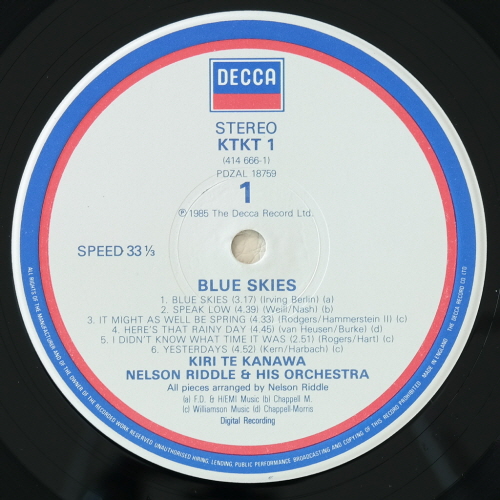 DECCA
STEREO
KTKT 1
(414 666-1)
PDZAL 18759
1
℗ 1985 The Decca Record Ltd.
SPEED 33 ⅓
BLUE SKIES
1. BLUE SKIES (3.17) (Irving Berlin) (a)
2. SPEAK LOW (4.39) (Weill/Nash) (b)
3. IT MIGHT AS WELL BE SPRING (4.33) (Rodgers/Hammerstein II) (c)
4. HERE'S THAT RAINY DAY (4.45) (van Heusen/Burke) (d)
5. I DIDN'T KNOW WHAT TIME IT WAS (2.51) (Rogers/Hart) (c)
6. YESTERDAYS (4.52) (Kern/Harbach) (c)
KIRI TE KANAWA
NELSON RIDDLE & HIS ORCHESTRA
All pieces arranged by Nelson Riddle
(a) F.D. & H/EMI Music (b) Chappell M.
(c) Williamson Music (d) Chappell-Morris
Digital Recording
ALL RIGHTS OF THE MANUFACTURER AND OF THE OWNER OF THE RECORDED WORK RESERVED UNAUTHORISED HIRING, LENDING, PUBLIC PERFORMANCE BROADCASTING AND COPYING OF THIS RECORD PROHIBITED MADE IN ENGLAND. THE DECCA RECORD CO. LTD